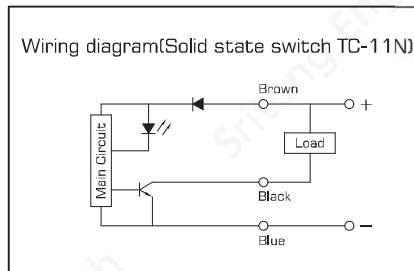 Wiring diagram(Solid state switch TC-11N)
Brown
+
Load
Main Circuit
Black
−
Blue